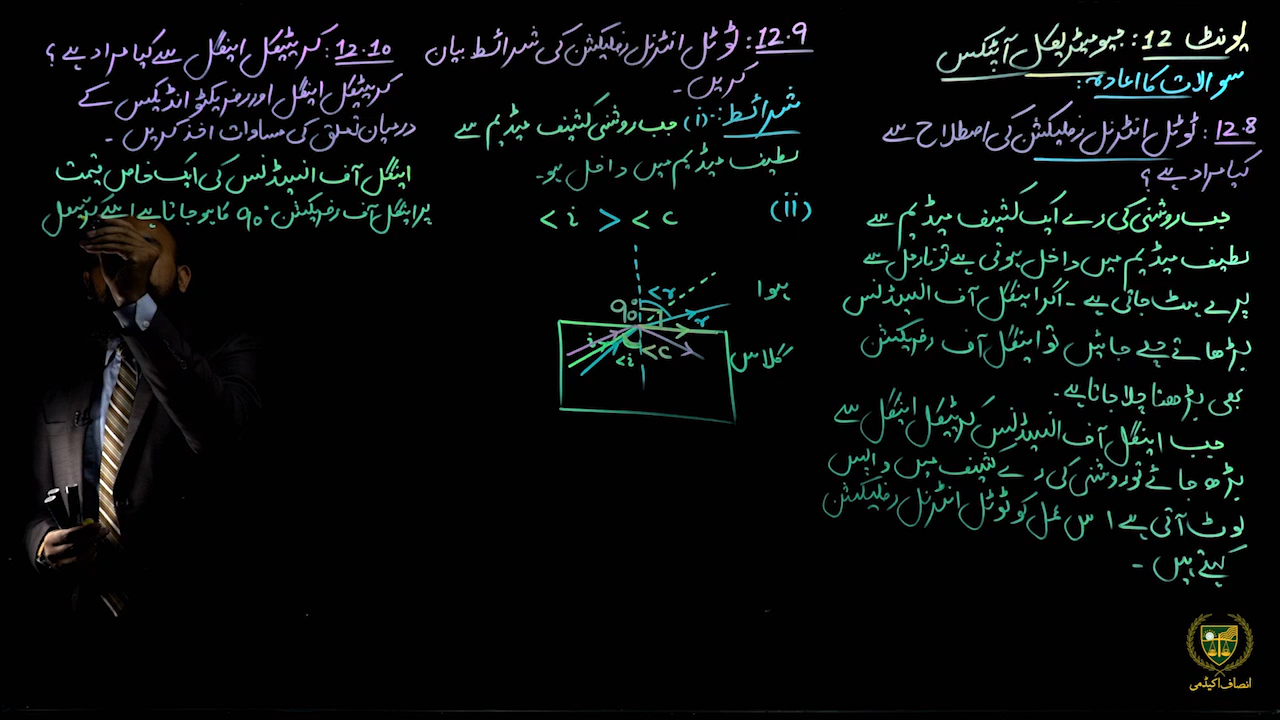 یونٹ 12: جیومیٹریکل آپٹکس
سوالات کا اعادہ:
12.8: ٹوٹل انٹرنل رفلیکشن کی اصطلاح سے
کیا مراد ہے؟
جب روشنی کی رے ایک کثیف میڈیم سے
لطیف میڈیم میں داخل ہوتی ہے تو نارمل سے
پرے ہٹ جاتی ہے۔ اگر اینگل آف انسیڈنس
بڑھاتے چلے جائیں تو اینگل آف رفریکشن
بھی بڑھتا چلا جاتا ہے۔
جب اینگل آف انسیڈنس کریٹیکل اینگل سے
بڑھ جائے تو روشنی کی رے کثیف میں واپس
لوٹ آتی ہے اس عمل کو ٹوٹل انٹرنل رفلیکشن
کہتے ہیں۔
12.9: ٹوٹل انٹرنل رفلیکشن کی شرائط بیان
کریں۔
شرائط: (i) جب روشنی کثیف میڈیم سے
لطیف میڈیم میں داخل ہو۔
(ii) < i > < c
< r
90°
ہوا
r
i
< i
< c
گلاس
12.10: کریٹیکل اینگل سے کیا مراد ہے؟
کریٹیکل اینگل اور رفریکٹو انڈیکس کے
درمیان تعلق کی مساوات اخذ کریں۔
اینگل آف انسیڈنس کی ایک خاص قیمت
پر اینگل آف رفریکشن 90° کا ہو جاتا ہے اسے کریٹیکل
انصاف اکیڈمی